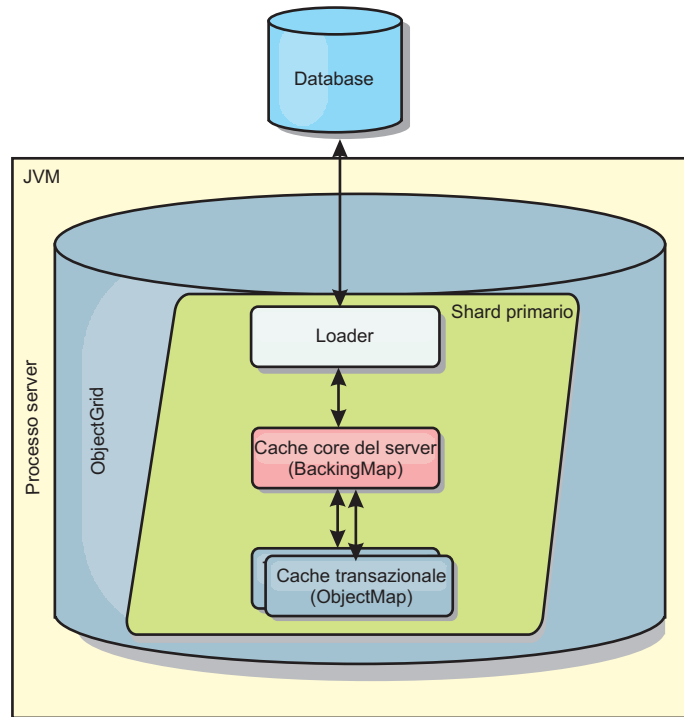 Database
JVM
Processo server
ObjectGrid
Shard primario
Loader
Cache core del server
(BackingMap)
Cache transazionale
(ObjectMap)